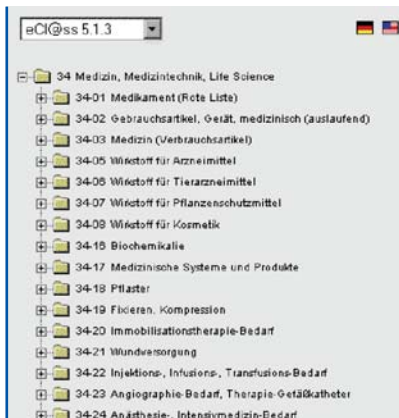 eCl@ss 5.1.3
34 Medizin, Medizintechnik, Life Science
34-01 Medikament (Rote Liste)
34-02 Gebrauchsartikel, Gerät, medizinisch (auslaufend)
34-03 Medizin (Verbrauchsartikel)
34-05 Wirkstoff für Arzneimittel
34-06 Wirkstoff für Tierarzneimittel
34-07 Wirkstoff für Pflanzenschutzmittel
34-08 Wirkstoff für Kosmetik
34-16 Biochemikalie
34-17 Medizinische Systeme und Produkte
34-18 Pflaster
34-19 Fixieren, Kompression
34-20 Immobilisationstherapie-Bedarf
34-21 Wundversorgung
34-22 Injektions-, Infusions-, Transfusions-Bedarf
34-23 Angiographie-Bedarf, Therapie-Gefäßkatheter
34-24 Anästhesie-, Intensivmedizin-Bedarf